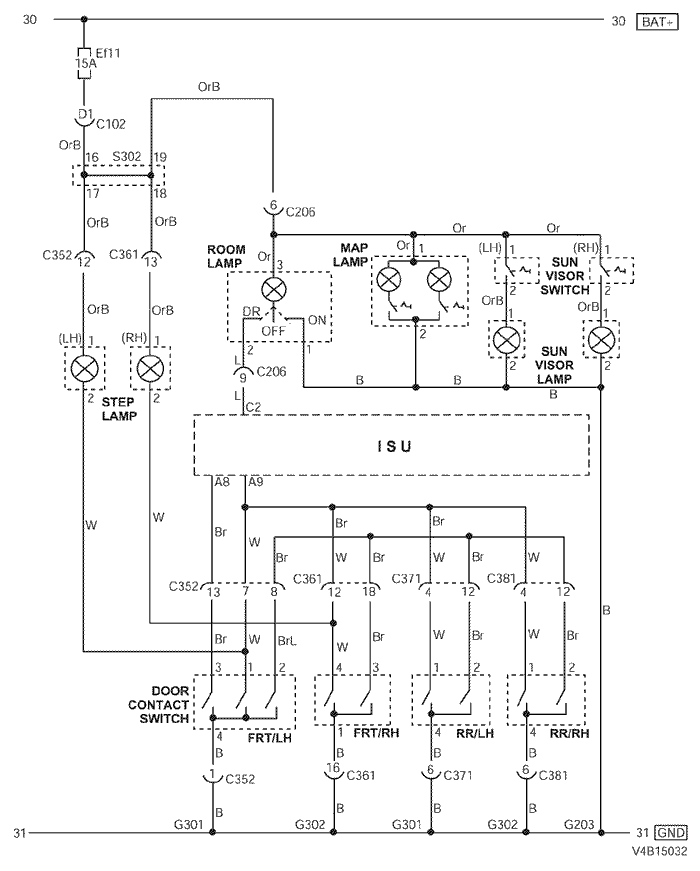 30 30 BAT+
Ef11
15A
OrB
D1
C102
OrB
16 S302 19
17 18
OrB OrB
6 C206
Or Or
C352 12 C361 13
ROOM LAMP
Or 3
MAP LAMP
Or 1
(LH) 1
(RH) 1
SUN VISOR SWITCH
2 2
OrB OrB
DR OFF ON
2 1
2
OrB OrB
(LH) 1 (RH) 1
1 1
SUN VISOR LAMP
2 2
L
9 C206
B B B
2 2
STEP LAMP
L C2
I S U
A8 A9
W W
Br W Br W Br Br W Br W Br
C352 13 7 8
C361 12 18
C371 4 12
C381 4 12
B
Br W BrL W Br W Br W Br
3 1 2 4 3 1 2 1 2
DOOR CONTACT SWITCH
4 FRT/LH
1 FRT/RH
4 RR/LH
4 RR/RH
B B B B
1 C352
16 C361
6 C371
6 C381
B B B B
G301 G302 G301 G302 G203
31 31 GND
V4B15032